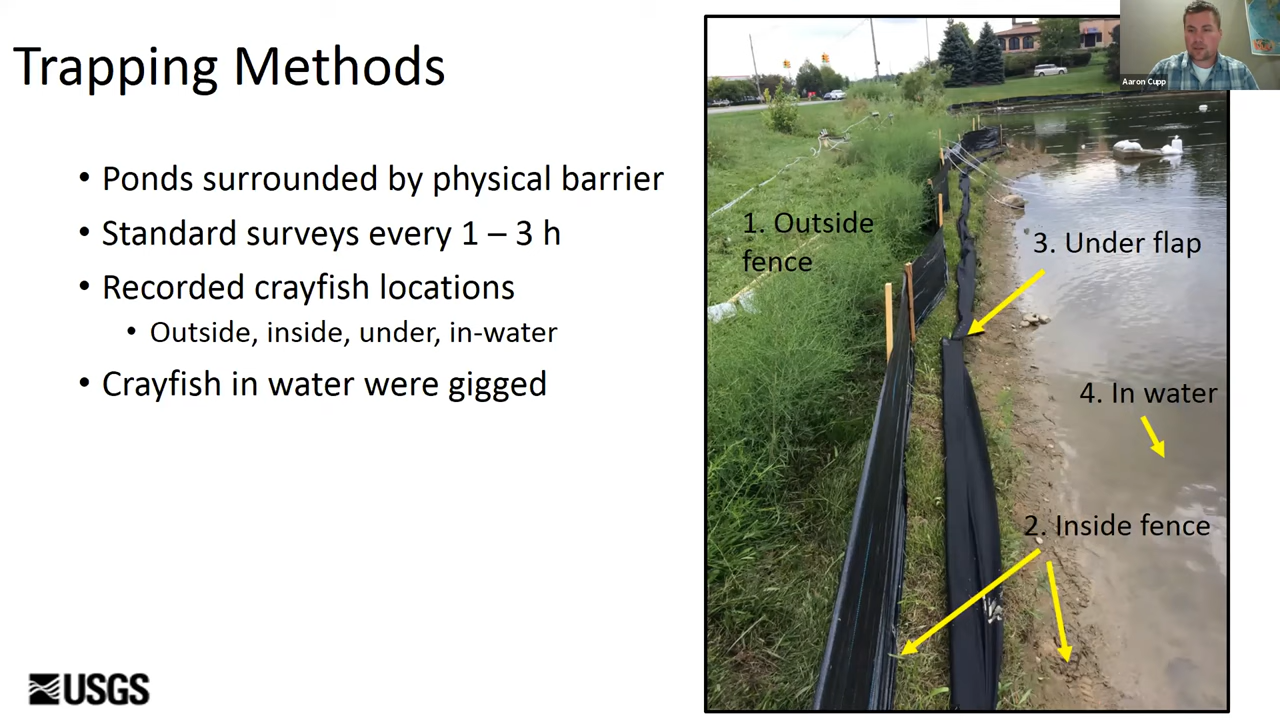 Trapping Methods
• Ponds surrounded by physical barrier
• Standard surveys every 1 – 3 h
• Recorded crayfish locations
• Outside, inside, under, in-water
• Crayfish in water were gigged
1. Outside
fence
3. Under flap
4. In water
2. Inside fence
Aaron Cupp
USGS